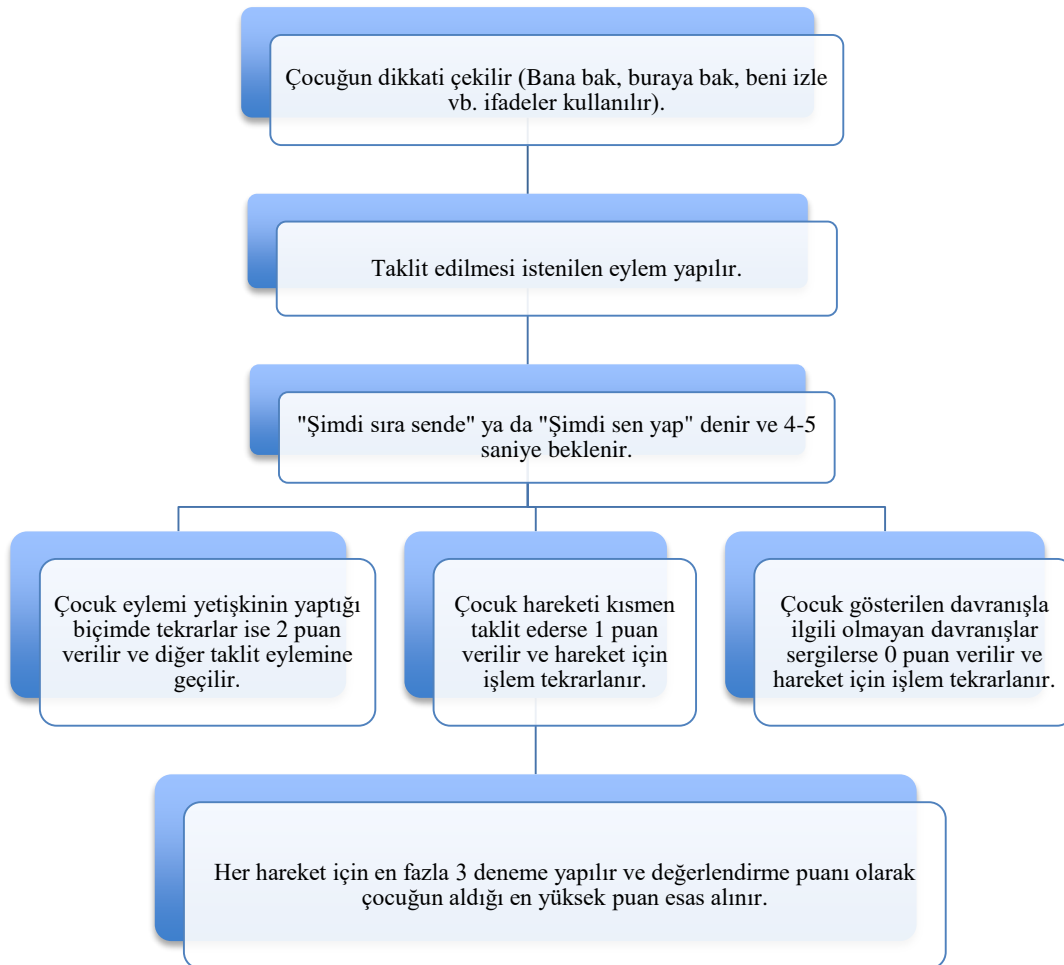 Çocuğun dikkati çekilir (Bana bak, buraya bak, beni izle
vb. ifadeler kullanılır).
Taklit edilmesi istenilen eylem yapılır.
"Şimdi sıra sende" ya da "Şimdi sen yap" denir ve 4-5
saniye beklenir.
Çocuk eylemi yetişkinin yaptığı
biçimde tekrarlar ise 2 puan
verilir ve diğer taklit eylemine
geçilir.
Çocuk hareketi kısmen
taklit ederse 1 puan
verilir ve hareket için
işlem tekrarlanır.
Çocuk gösterilen davranışla
ilgili olmayan davranışlar
sergilerse 0 puan verilir ve
hareket için işlem tekrarlanır.
Her hareket için en fazla 3 deneme yapılır ve değerlendirme puanı olarak
çocuğun aldığı en yüksek puan esas alınır.